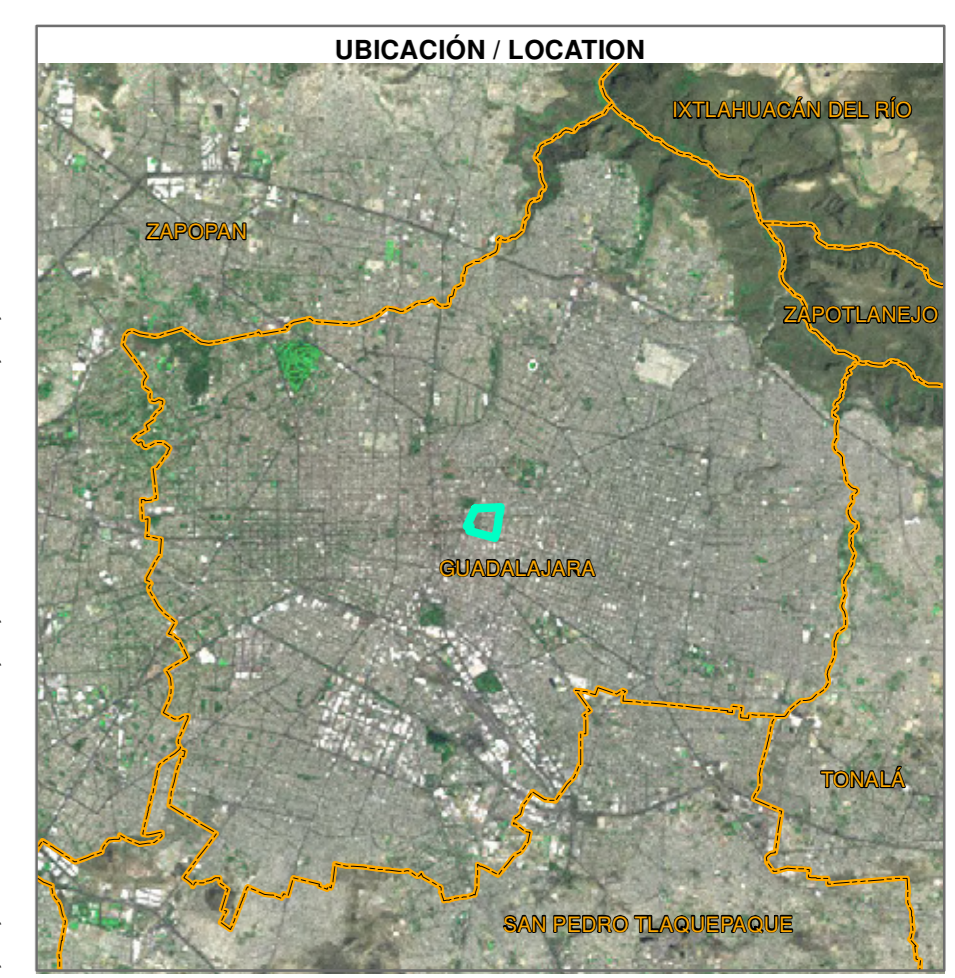 UBICACIÓN / LOCATION
IXTLAHUACÁN DEL RÍO
ZAPOPAN
ZAPOTLANEJO
GUADALAJARA
TONALÁ
SAN PEDRO TLAQUEPAQUE